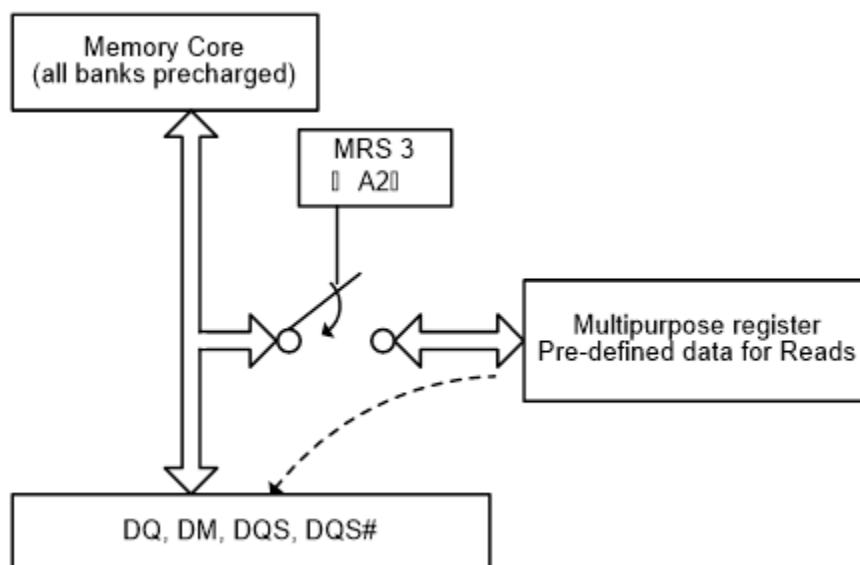 Memory Core
(all banks precharged)
MRS 3
▯ A2▯
Multipurpose register
Pre-defined data for Reads
DQ, DM, DQS, DQS#